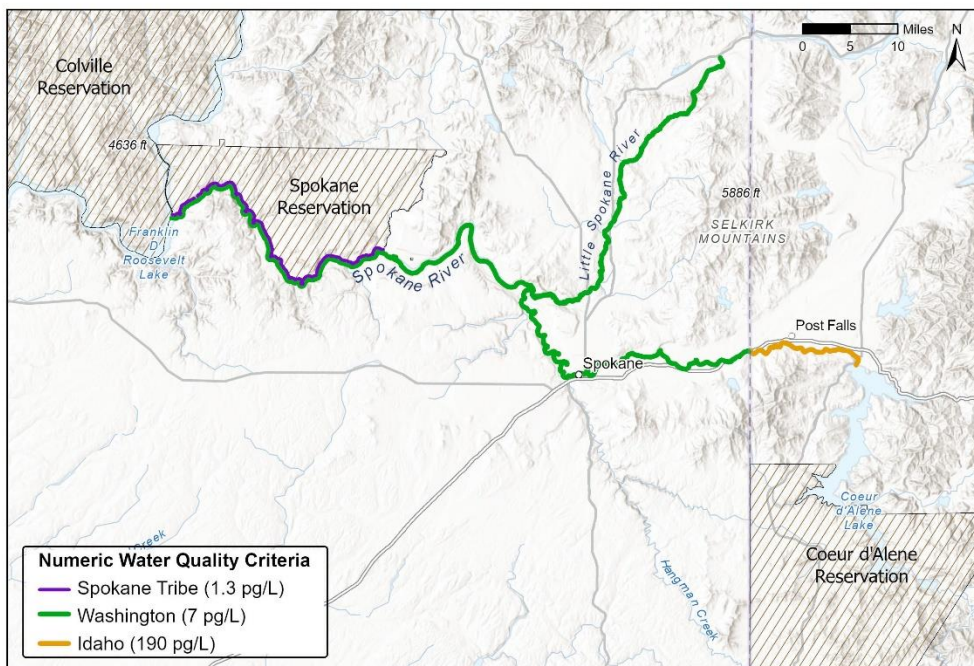 Colville
Reservation
4636 ft
Spokane
Reservation
Franklin
D
Roosevelt
Lake
Spokane River
Little Spokane River
5886 ft
SELKIRK
MOUNTAINS
Miles
0 5 10
N
Post Falls
Spokane
Coeur
d'Alene
Lake
Coeur d'Alene
Reservation
Hangman Creek
Creek
Numeric Water Quality Criteria
Spokane Tribe (1.3 pg/L)
Washington (7 pg/L)
Idaho (190 pg/L)